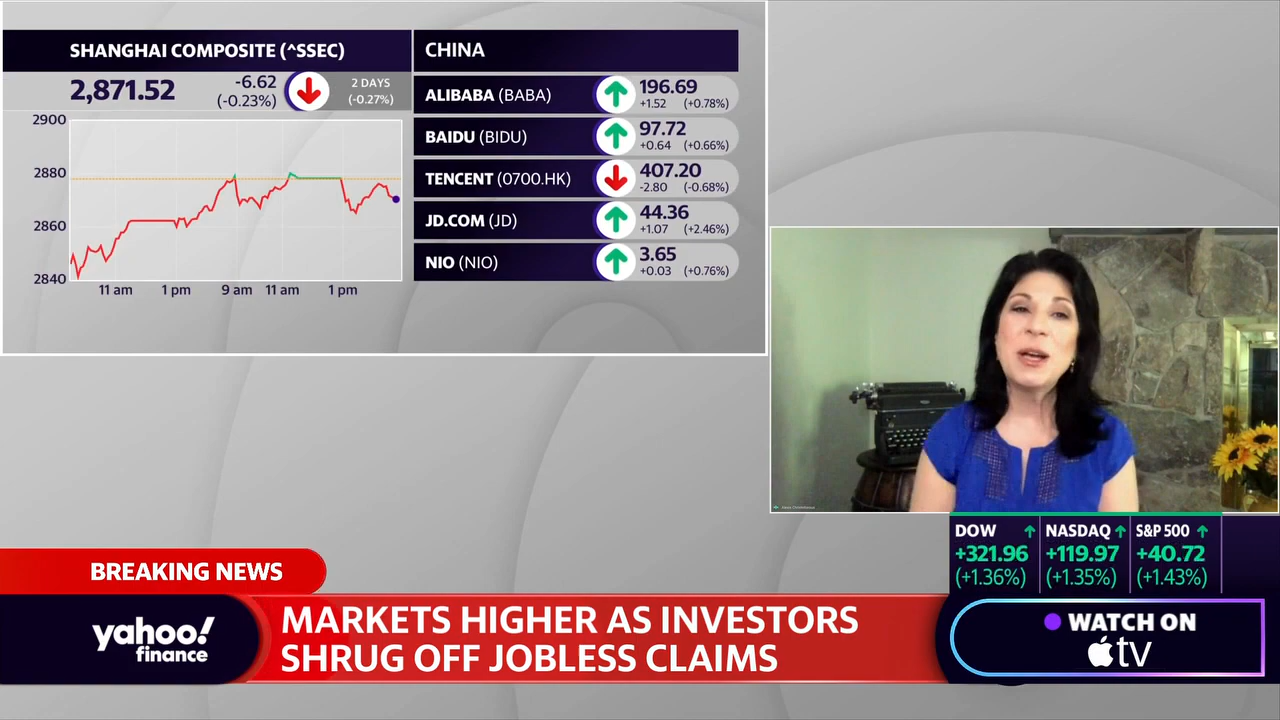 SHANGHAI COMPOSITE (^SSEC)
2,871.52
-6.62
(-0.23%)
2 DAYS
(-0.27%)
2900
2880
2860
2840
11 am 1 pm 9 am 11 am 1 pm
CHINA
ALIBABA (BABA) 196.69
+1.52 (+0.78%)
BAIDU (BIDU) 97.72
+0.64 (+0.66%)
TENCENT (0700.HK) 407.20
-2.80 (-0.68%)
JD.COM (JD) 44.36
+1.07 (+2.46%)
NIO (NIO) 3.65
+0.03 (+0.76%)
DOW NASDAQ S&P 500
+321.96 +119.97 +40.72
(+1.36%) (+1.35%) (+1.43%)
BREAKING NEWS
yahoo!
finance
MARKETS HIGHER AS INVESTORS
SHRUG OFF JOBLESS CLAIMS
WATCH ON
tv